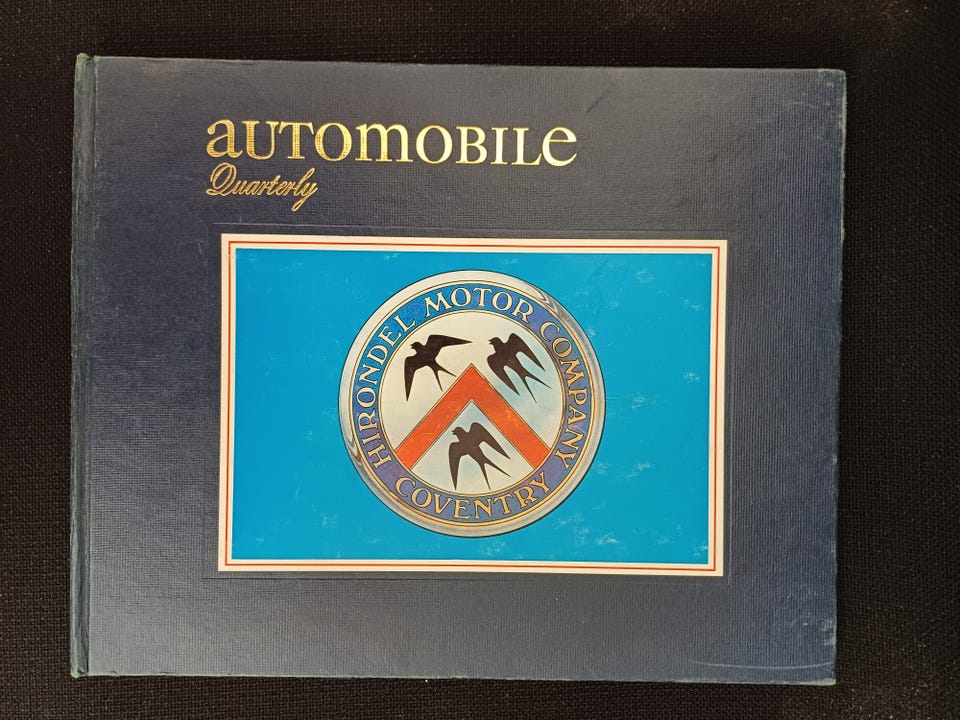 aUTOmOBILe
Quarterly
HIRONDEL MOTOR COMPANY
COVENTRY